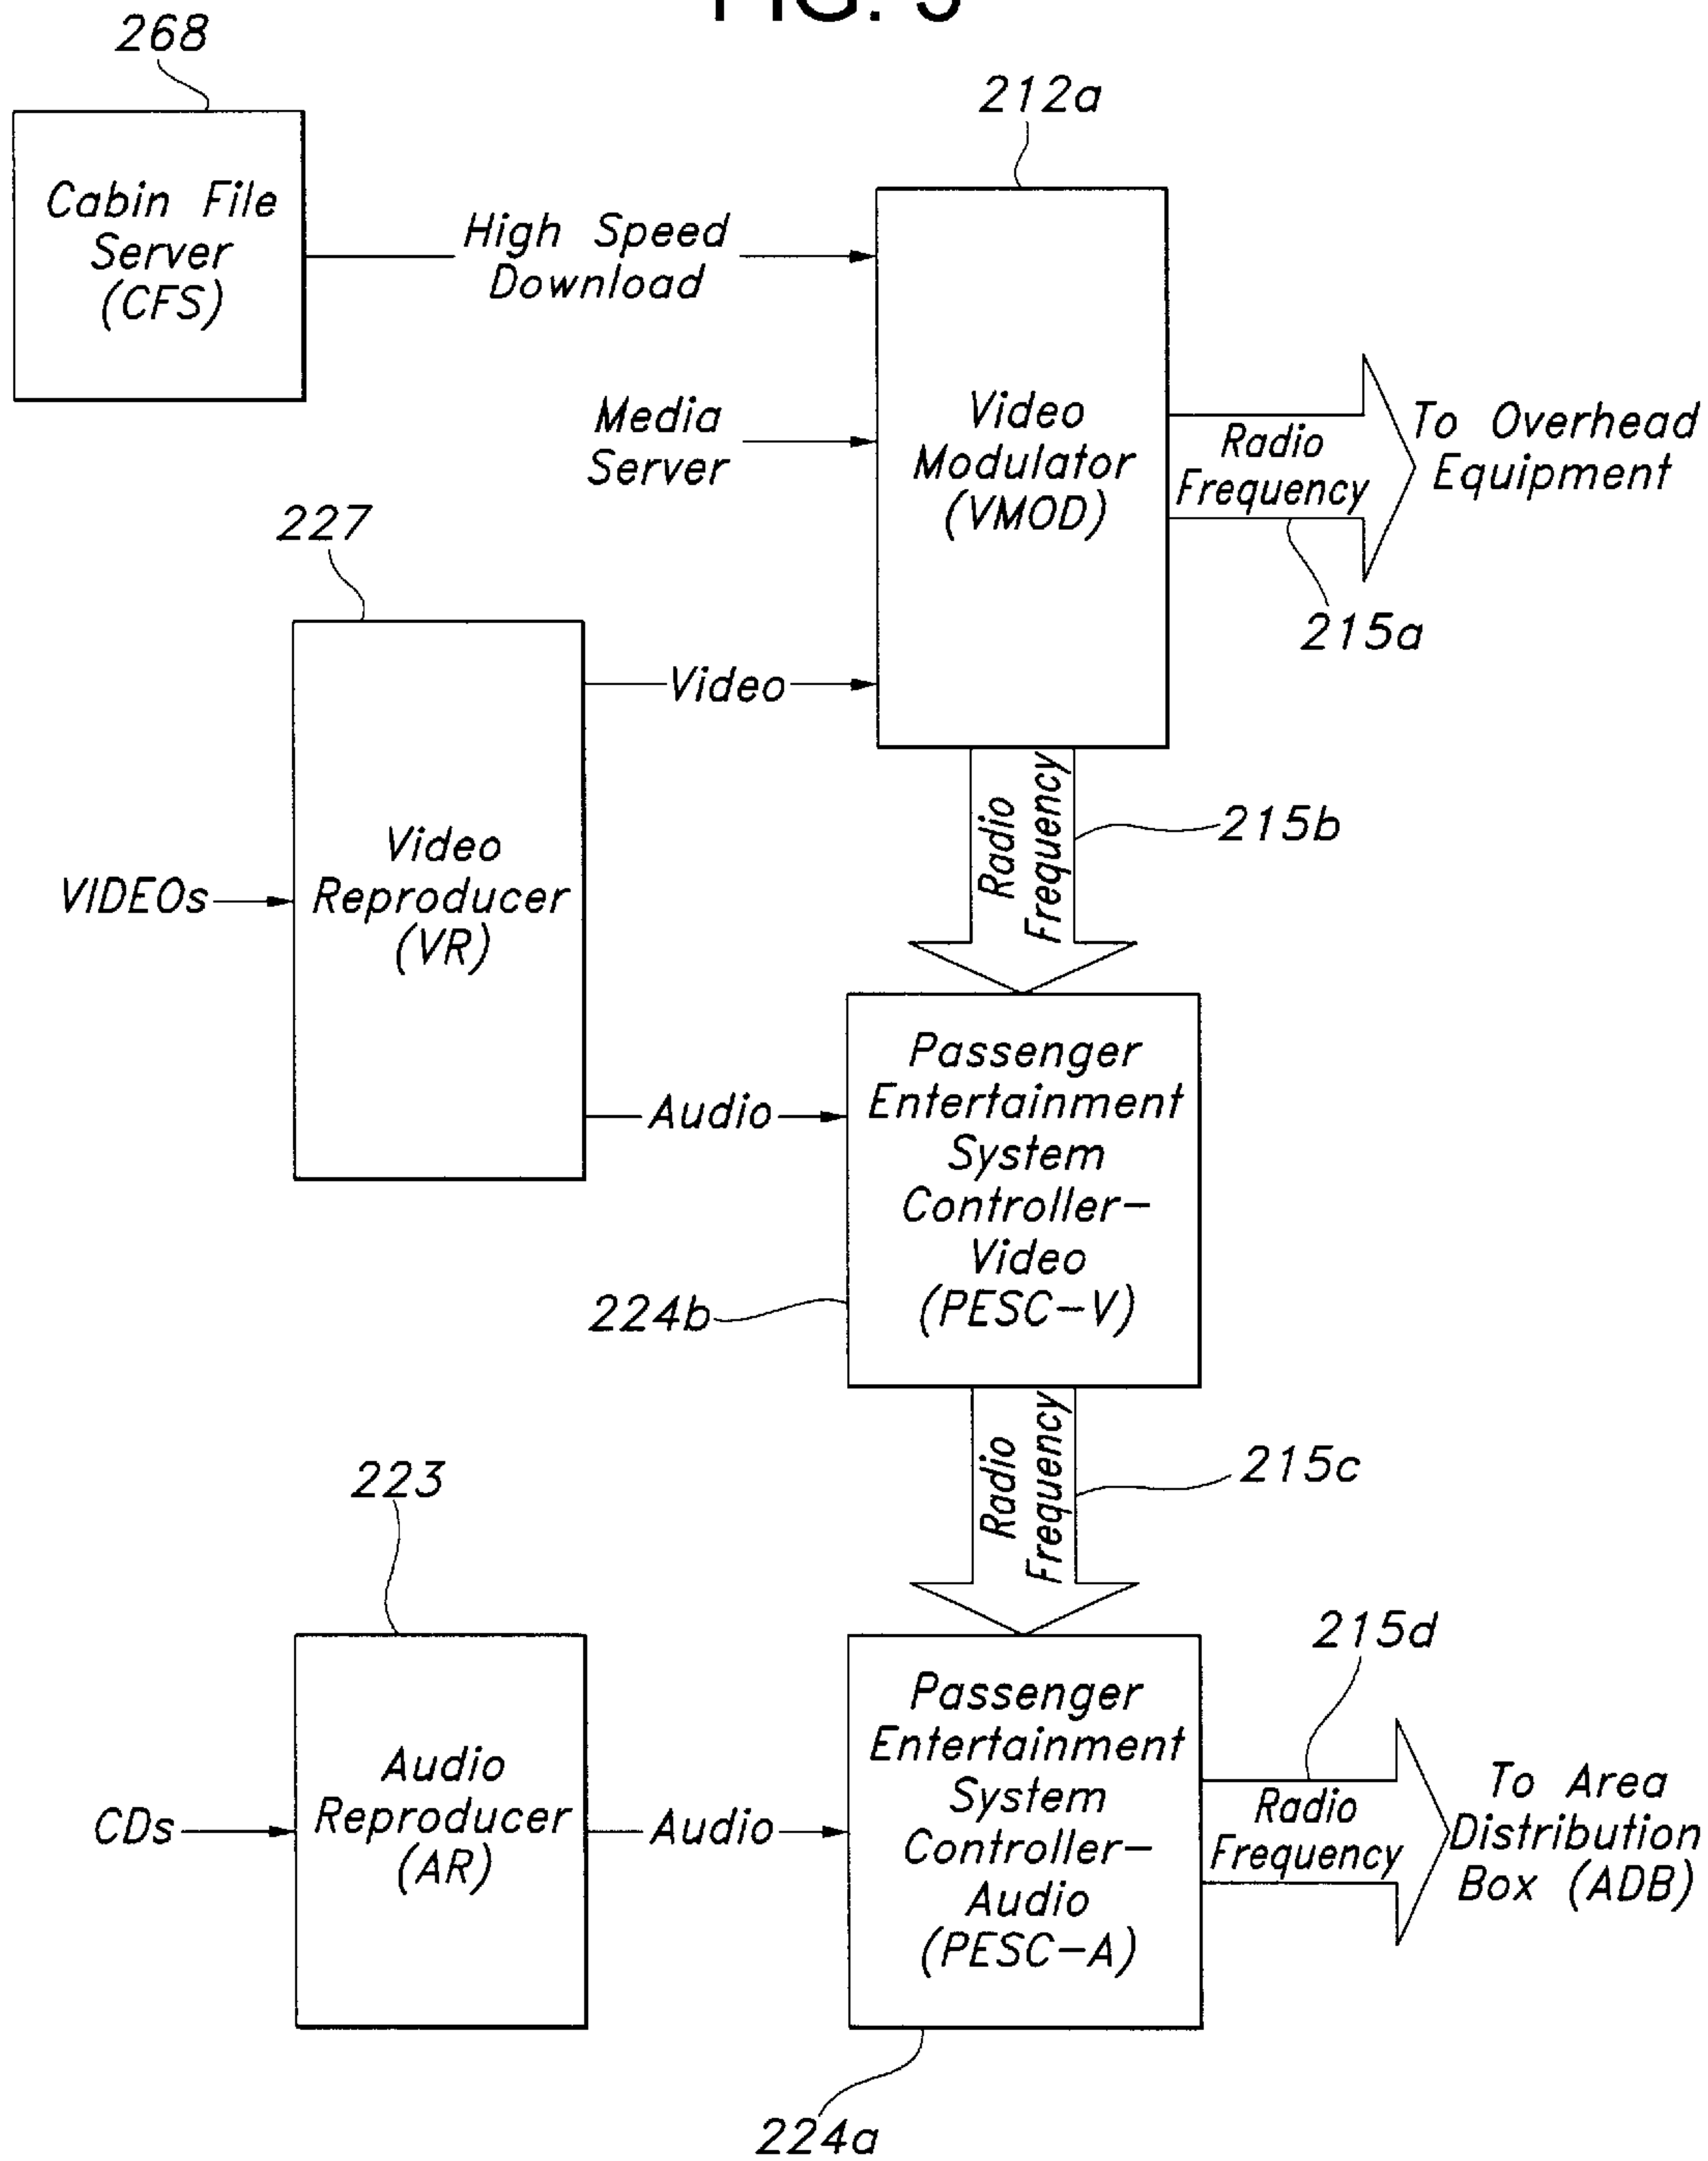 268
212a
Cabin File
Server
(CFS)
High Speed
Download
Media
Server
Video
Modulator
(VMOD)
Radio
Frequency
To Overhead
Equipment
215a
227
Video
VIDEOs
Video
Reproducer
(VR)
Radio
Frequency
215b
Audio
Passenger
Entertainment
System
Controller-
Video
(PESC-V)
224b
Radio
Frequency
215c
223
CDs
Audio
Reproducer
(AR)
Audio
Passenger
Entertainment
System
Controller-
Audio
(PESC-A)
215d
Radio
Frequency
To Area
Distribution
Box (ADB)
224a